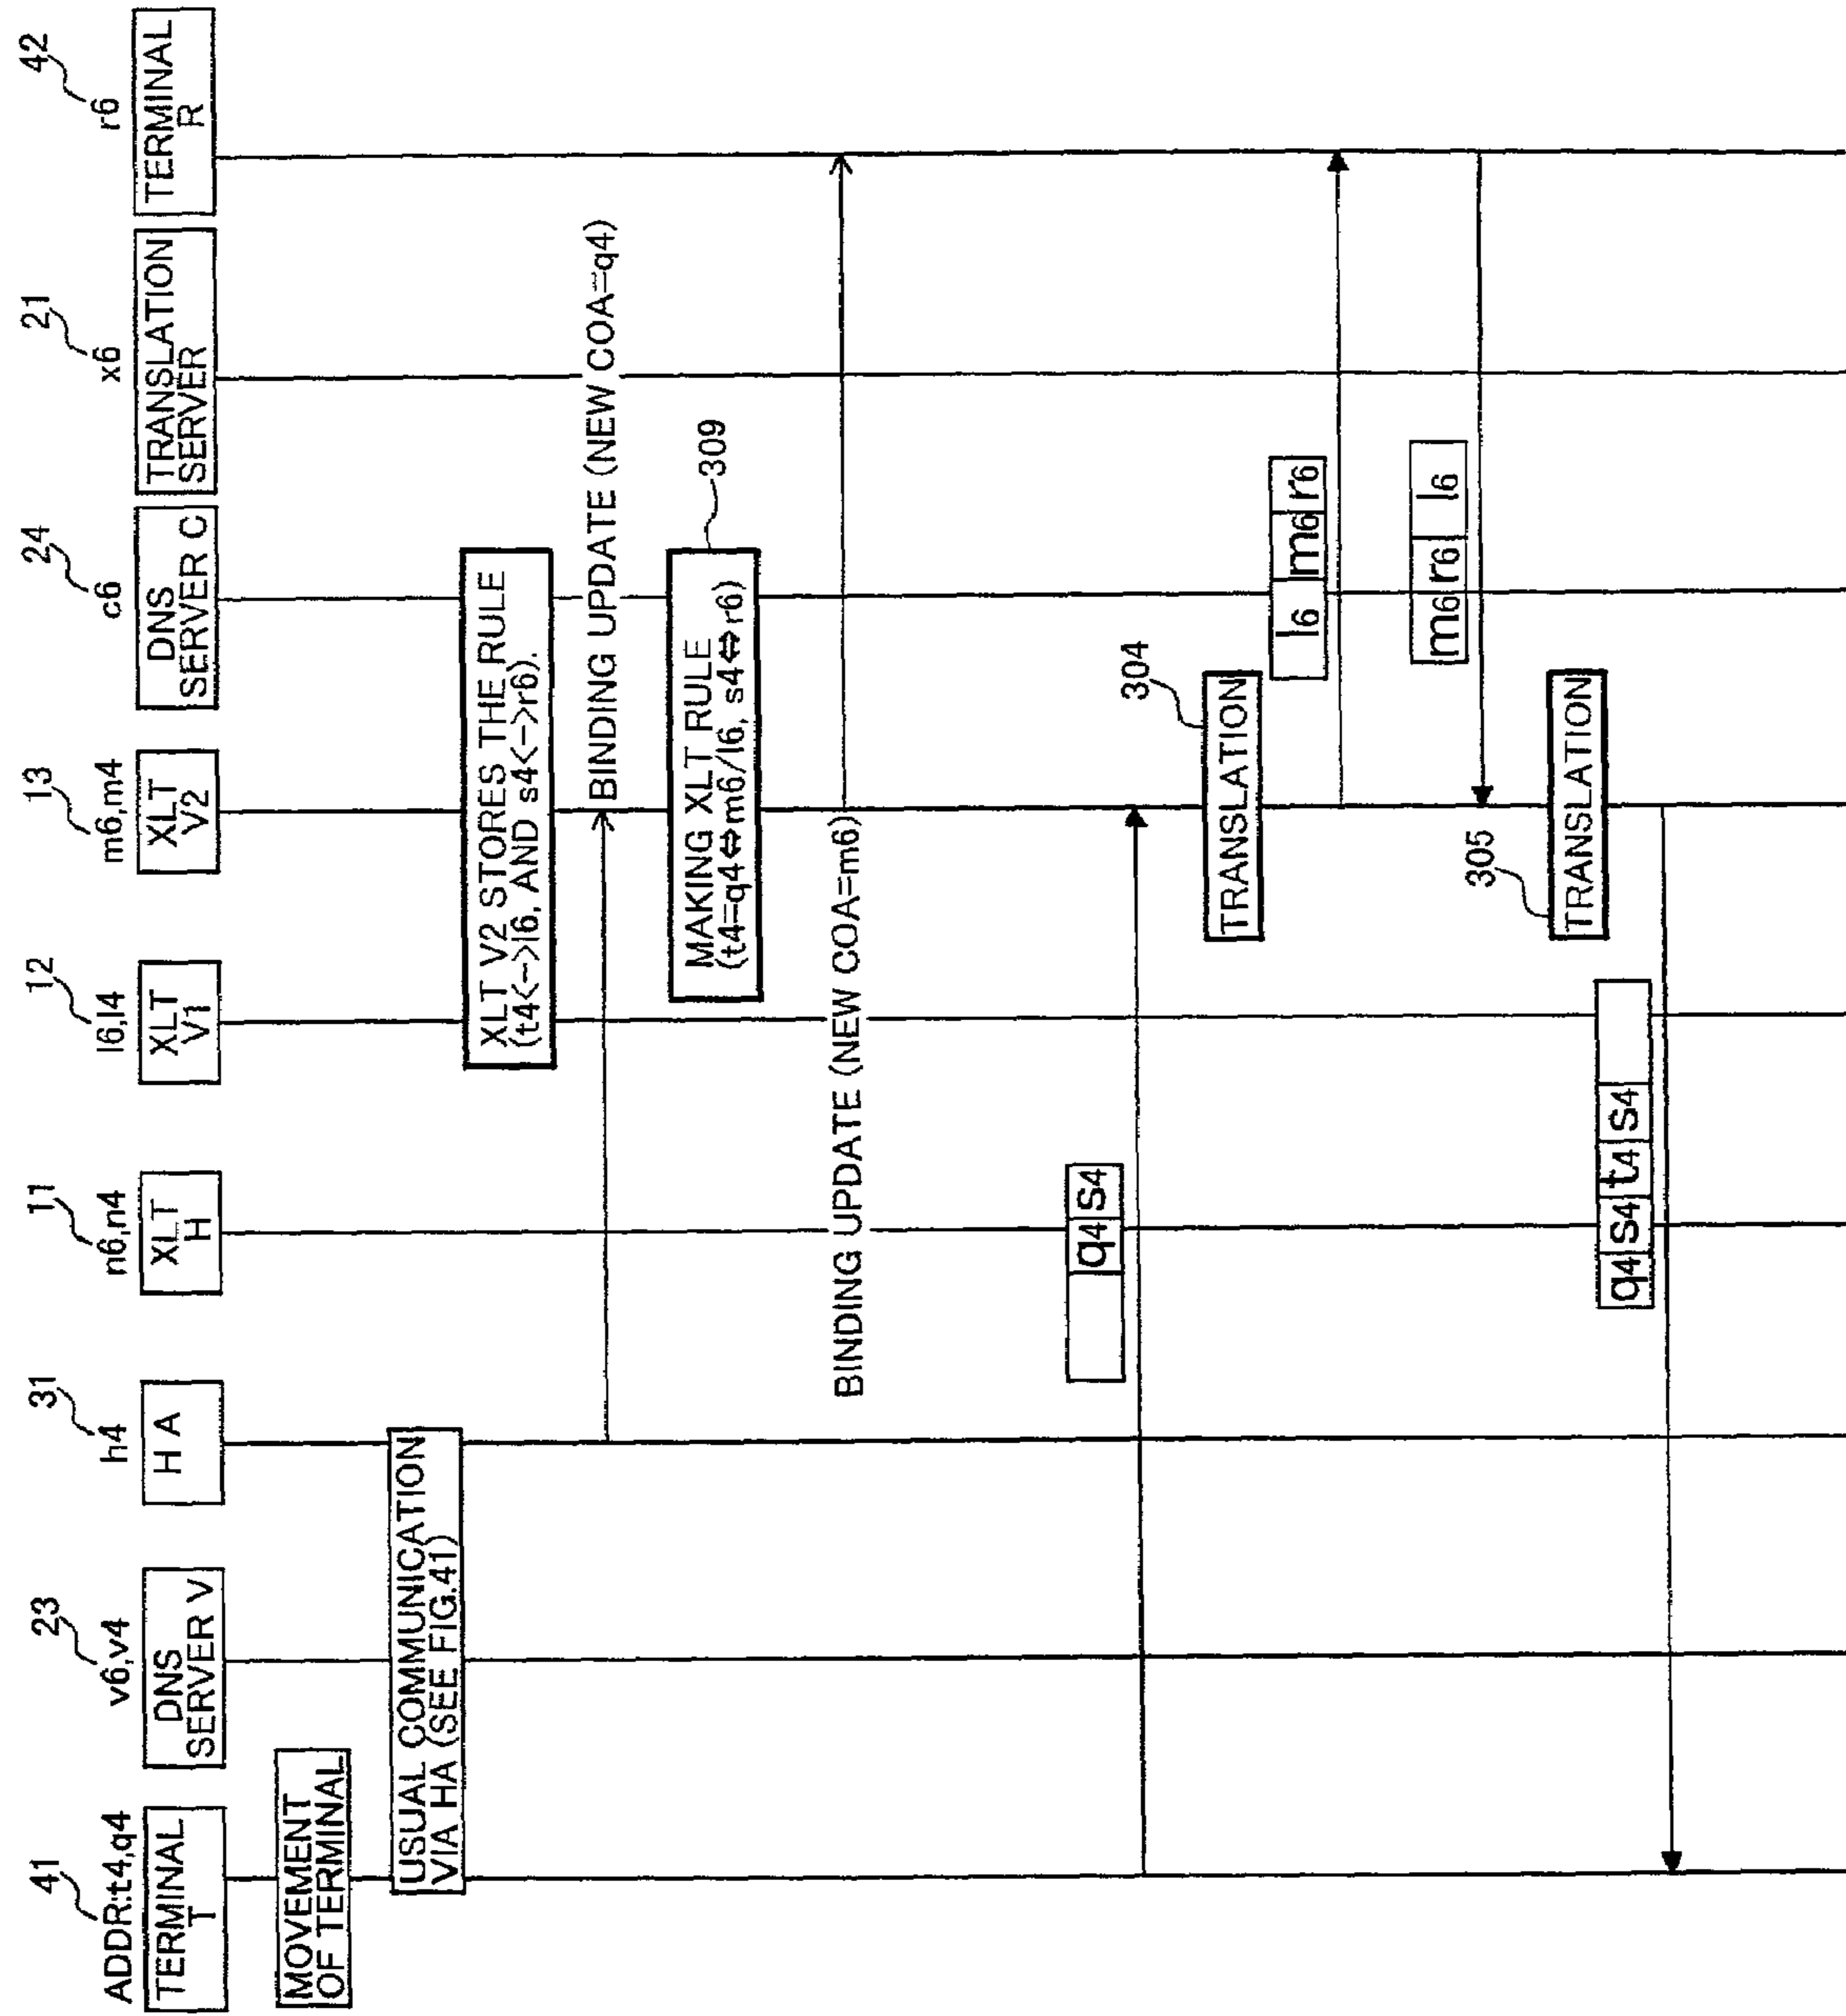 41
ADDR:t4,q4
TERMINAL
T
23
v6,v4
DNS
SERVER V
31
h4
H A
11
n6,n4
XLT
H
12
l6,l4
XLT
V1
13
m6,m4
XLT
V2
24
c6
DNS
SERVER C
21
x6
TRANSLATION
SERVER
42
r6
TERMINAL
R
MOVEMENT
OF TERMINAL
USUAL COMMUNICATION
VIA HA (SEE FIG.41)
XLT V2 STORES THE RULE
(t4<->l6, AND s4<->r6).
BINDING UPDATE (NEW COA=q4)
309
MAKING XLT RULE
(t4=q4⇔m6/l6, s4⇔r6)
BINDING UPDATE (NEW COA=m6)
q4 s4
304
TRANSLATION
l6 m6 r6
m6 r6 l6
305
TRANSLATION
q4 s4 t4 s4